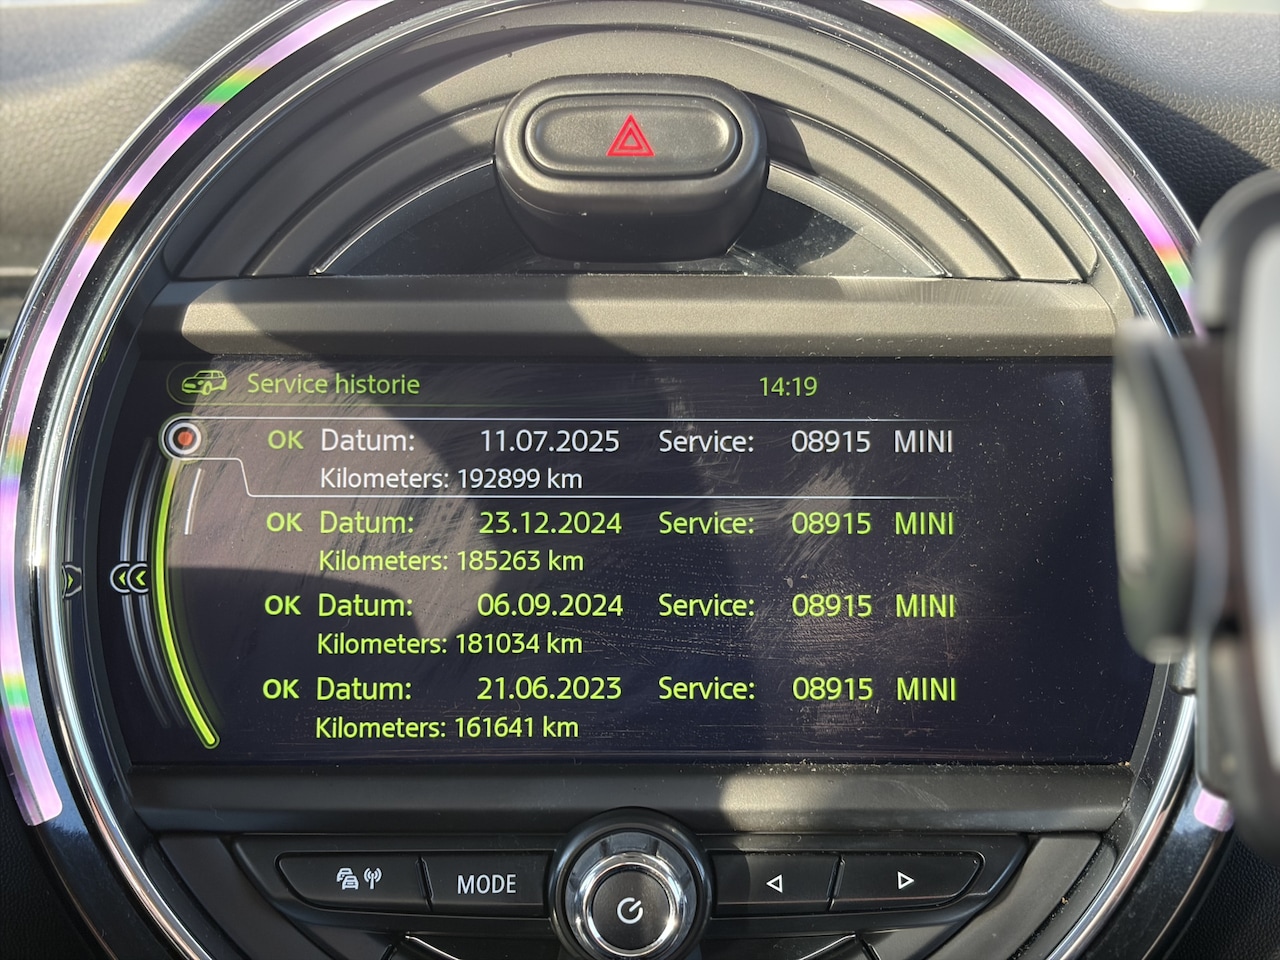 Service historie 14:19
OK Datum: 11.07.2025 Service: 08915 MINI
Kilometers: 192899 km
OK Datum: 23.12.2024 Service: 08915 MINI
Kilometers: 185263 km
OK Datum: 06.09.2024 Service: 08915 MINI
Kilometers: 181034 km
OK Datum: 21.06.2023 Service: 08915 MINI
Kilometers: 161641 km
MODE